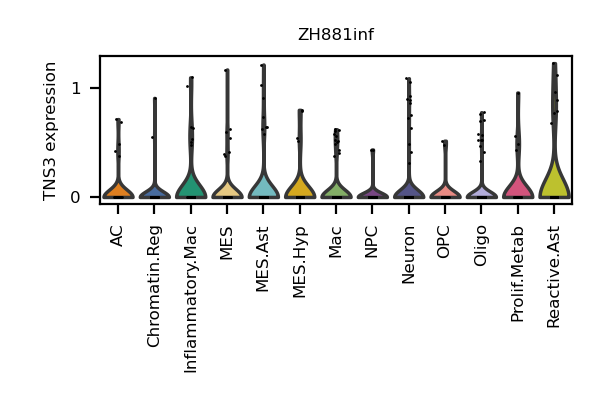 ZH881inf
TNS3 expression
1
0
AC
Chromatin.Reg
Inflammatory.Mac
MES
MES.Ast
MES.Hyp
Mac
NPC
Neuron
OPC
Oligo
Prolif.Metab
Reactive.Ast